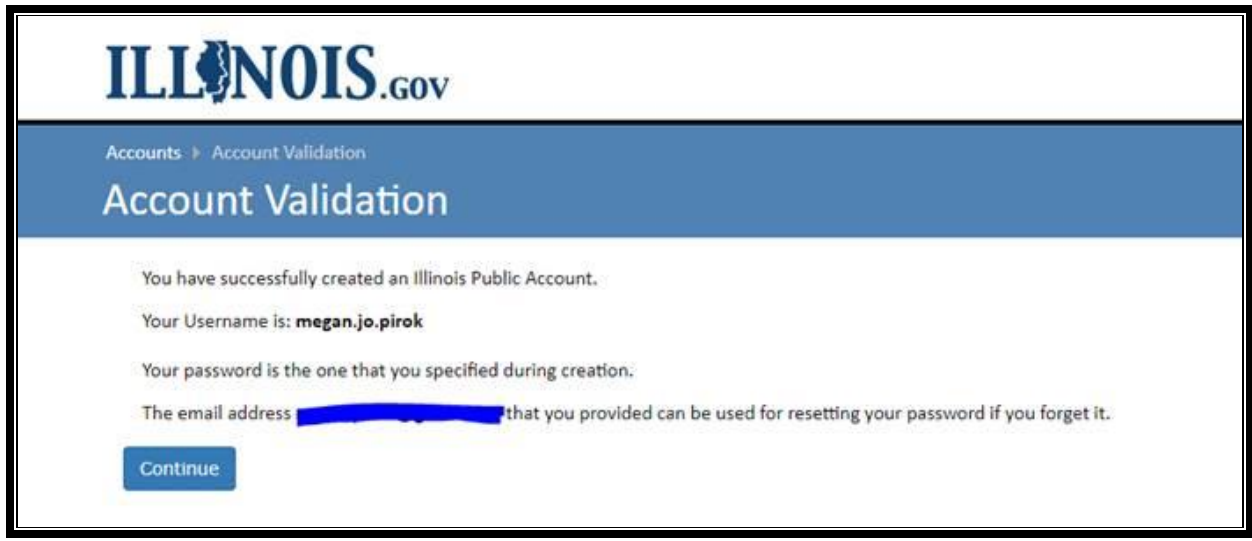 ILLINOIS.GOV
Accounts Account Validation
Account Validation
You have successfully created an Illinois Public Account.
Your Username is: megan.jo.pirok
Your password is the one that you specified during creation.
The email address that you provided can be used for resetting your password if you forget it.
Continue